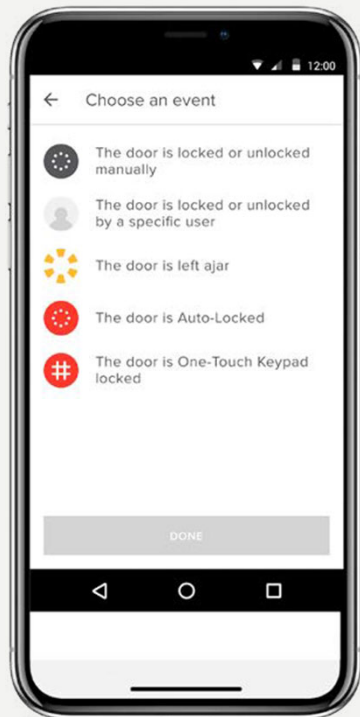 12:00
Choose an event
The door is locked or unlocked
manually
The door is locked or unlocked
by a specific user
The door is left ajar
The door is Auto-Locked
The door is One-Touch Keypad
locked
DONE